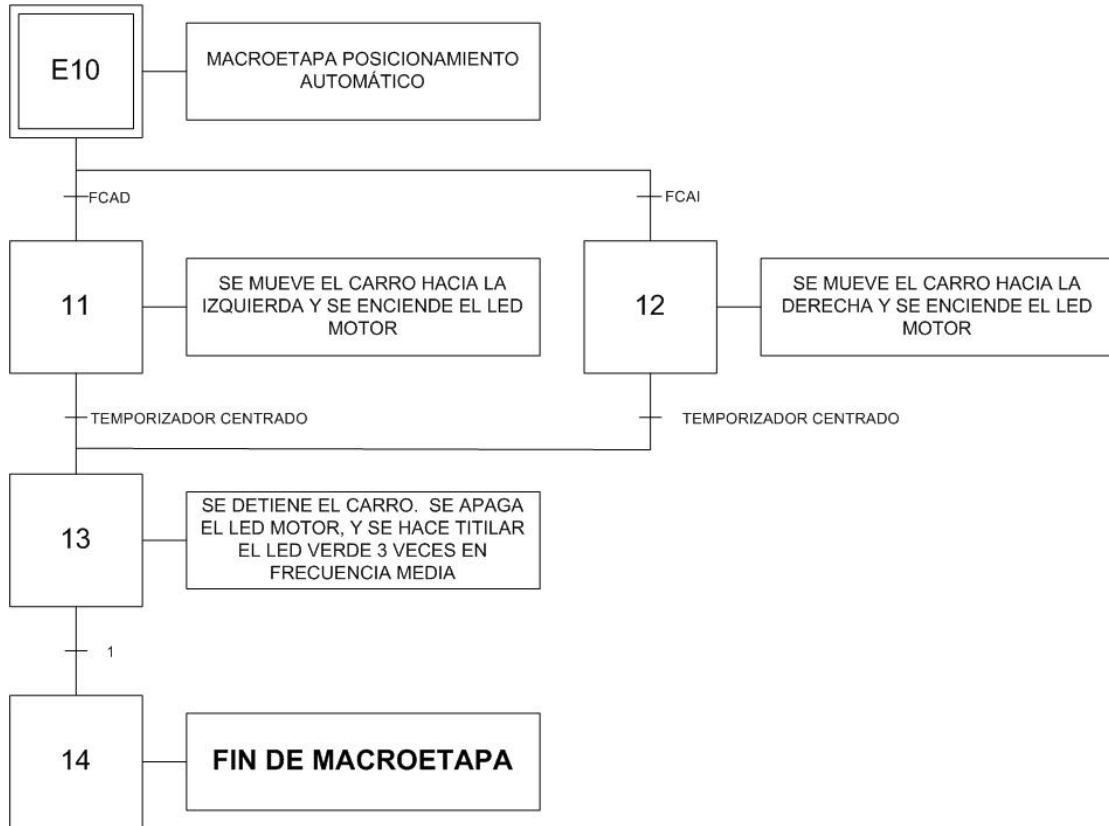 E10
MACROETAPA POSICIONAMIENTO
AUTOMÁTICO
FCAD
FCAI
11
SE MUEVE EL CARRO HACIA LA
IZQUIERDA Y SE ENCIENDE EL LED
MOTOR
12
SE MUEVE EL CARRO HACIA LA
DERECHA Y SE ENCIENDE EL LED
MOTOR
TEMPORIZADOR CENTRADO
TEMPORIZADOR CENTRADO
13
SE DETIENE EL CARRO. SE APAGA
EL LED MOTOR, Y SE HACE TITILAR
EL LED VERDE 3 VECES EN
FRECUENCIA MEDIA
1
14
FIN DE MACROETAPA